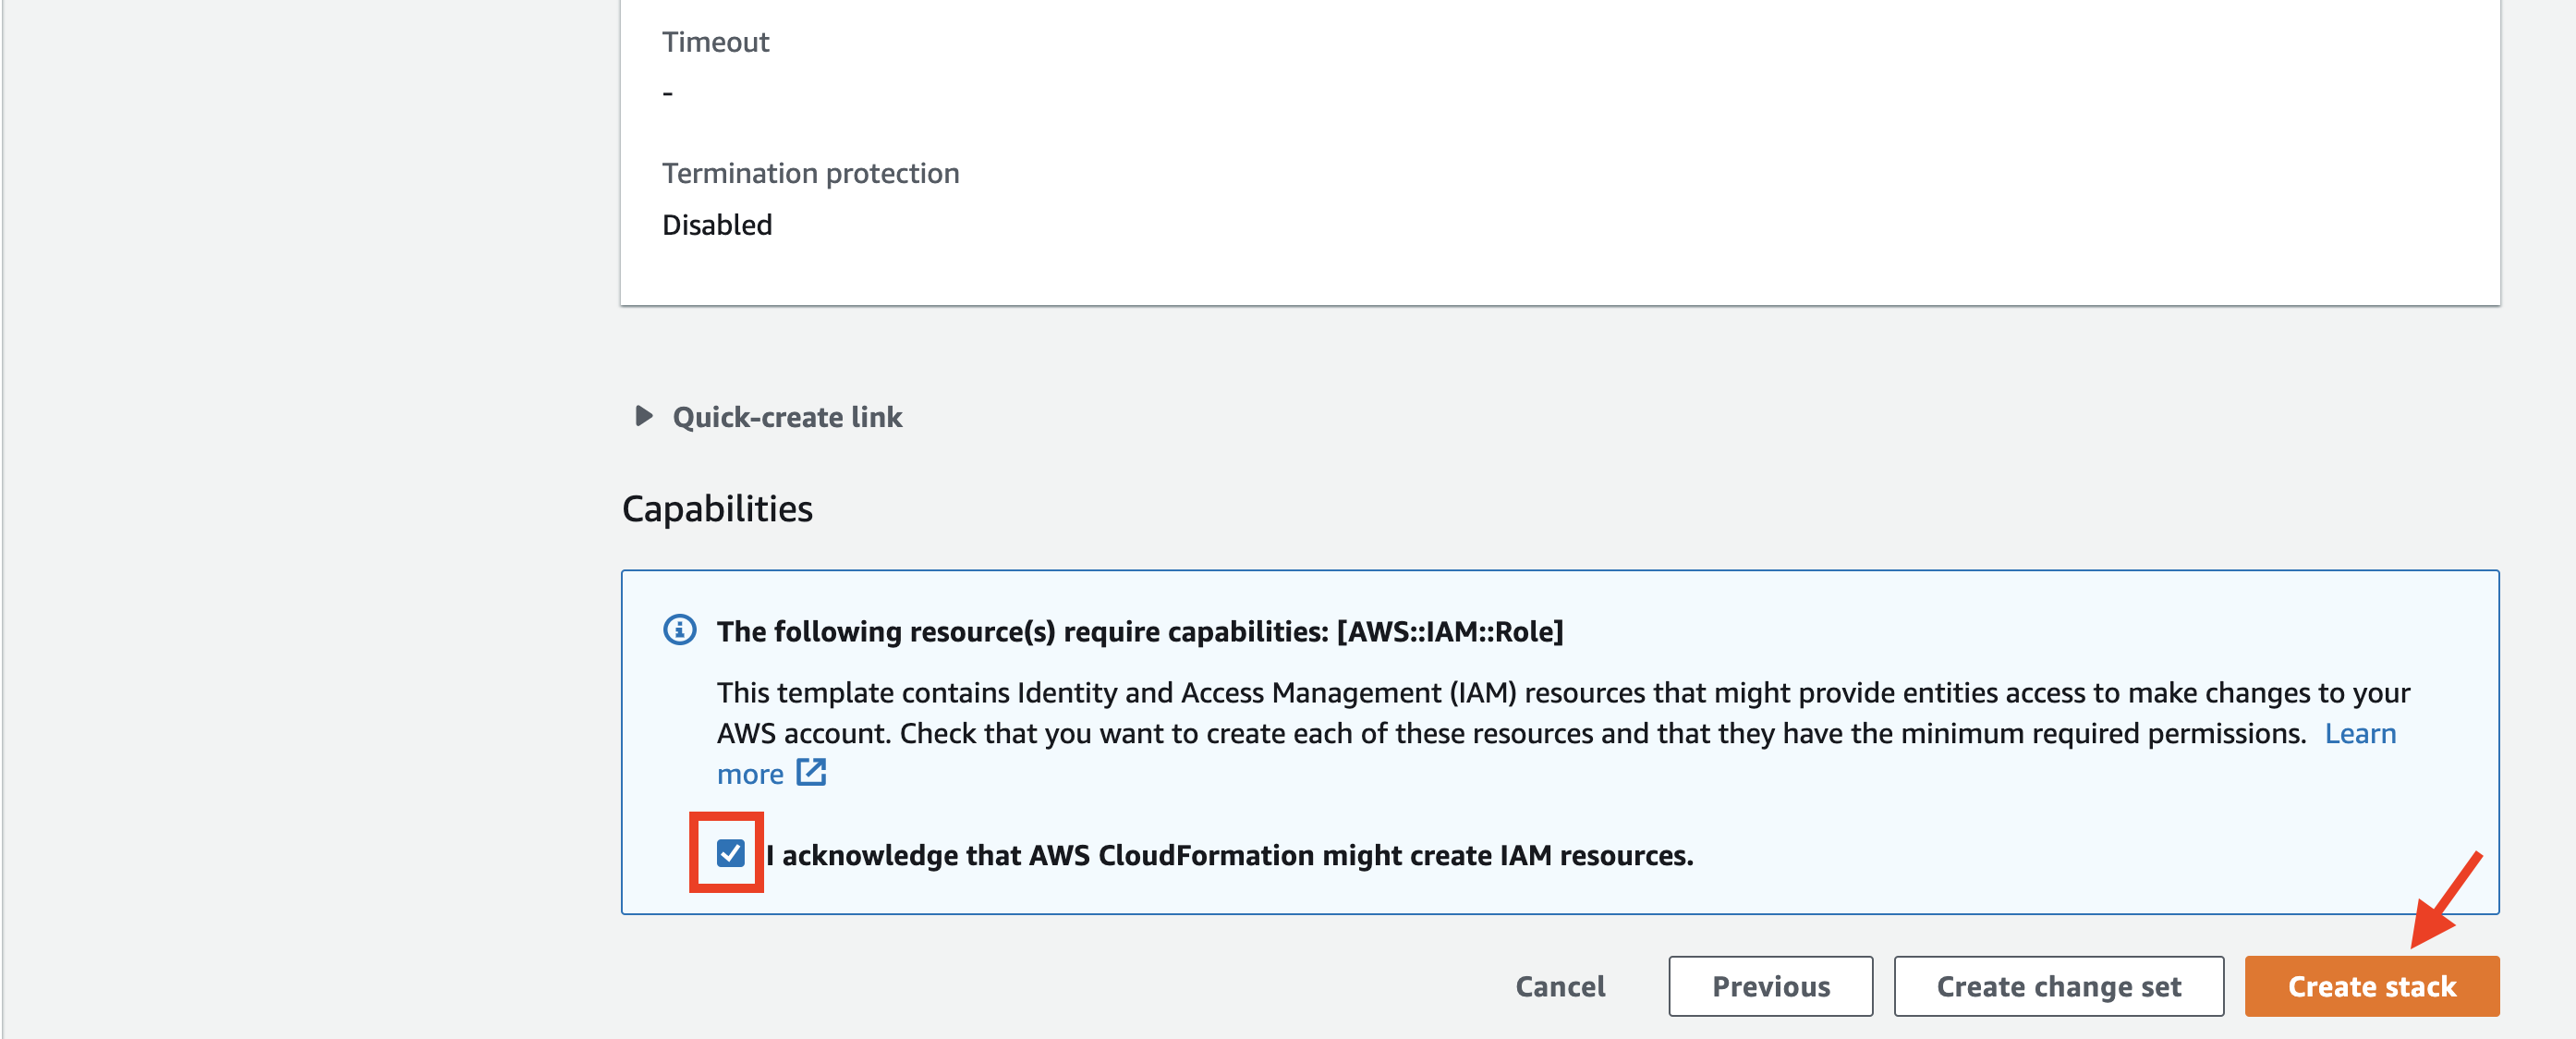 Timeout
-
Termination protection
Disabled
Quick-create link
Capabilities
The following resource(s) require capabilities: [AWS::IAM::Role]
This template contains Identity and Access Management (IAM) resources that might provide entities access to make changes to your
AWS account. Check that you want to create each of these resources and that they have the minimum required permissions. Learn
more
I acknowledge that AWS CloudFormation might create IAM resources.
Cancel Previous Create change set Create stack